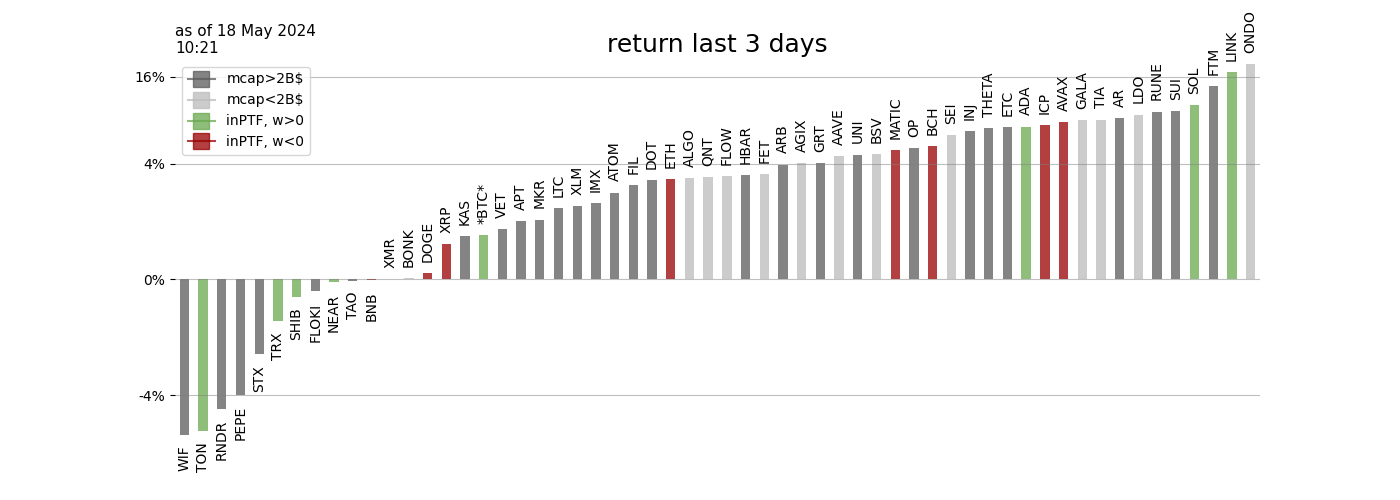 as of 18 May 2024
10:21
return last 3 days
mcap>2B$
mcap<2B$
inPTF, w>0
inPTF, w<0
16%
4%
0%
-4%
WIF
TON
RNDR
PEPE
STX
TRX
SHIB
FLOKI
NEAR
TAO
BNB
XMR
BONK
DOGE
XRP
KAS
*BTC*
VET
APT
MKR
LTC
XLM
IMX
ATOM
FIL
DOT
ETH
ALGO
QNT
FLOW
HBAR
FET
ARB
AGIX
GRT
AAVE
UNI
BSV
MATIC
OP
BCH
SEI
INJ
THETA
ETC
ADA
ICP
AVAX
GALA
TIA
AR
LDO
RUNE
SUI
SOL
FTM
LINK
ONDO